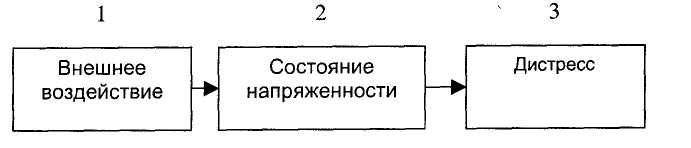 1 2 3
Внешнее воздействие
Состояние напряженности
Дистресс